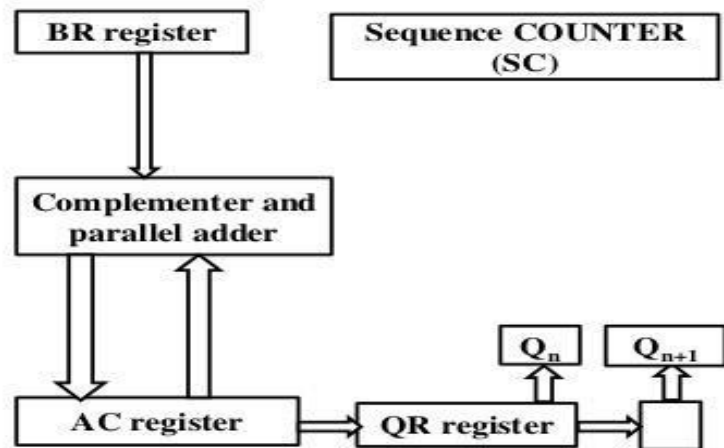 BR register
Sequence COUNTER
(SC)
Complementer and
parallel adder
Qn
Qn+1
AC register
QR register